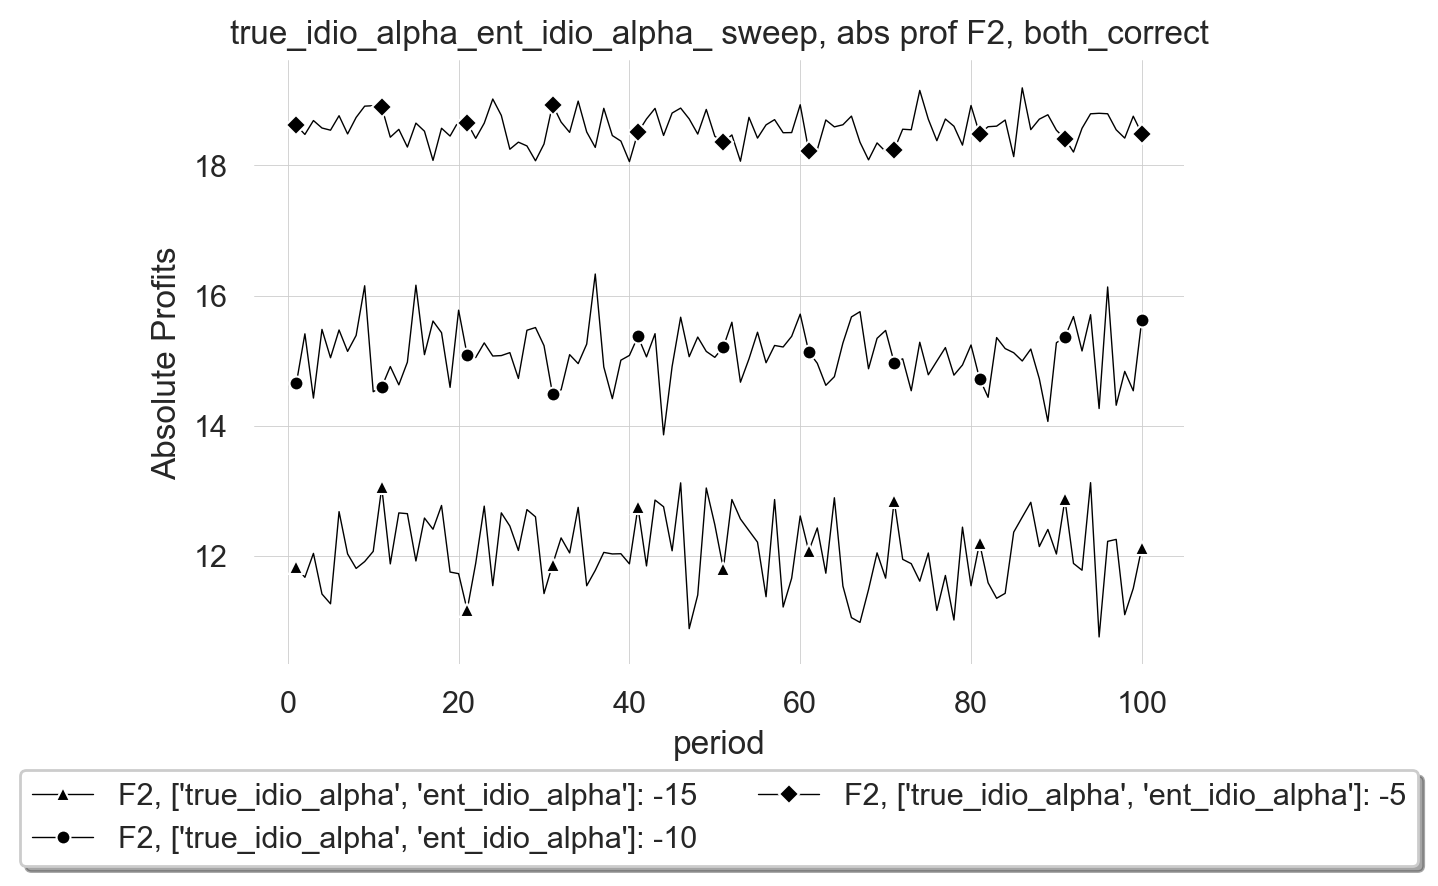 true_idio_alpha_ent_idio_alpha_ sweep, abs prof F2, both_correct
Absolute Profits
18
16
14
12
0 20 40 60 80 100
period
F2, ['true_idio_alpha', 'ent_idio_alpha']: -15
F2, ['true_idio_alpha', 'ent_idio_alpha']: -10
F2, ['true_idio_alpha', 'ent_idio_alpha']: -5